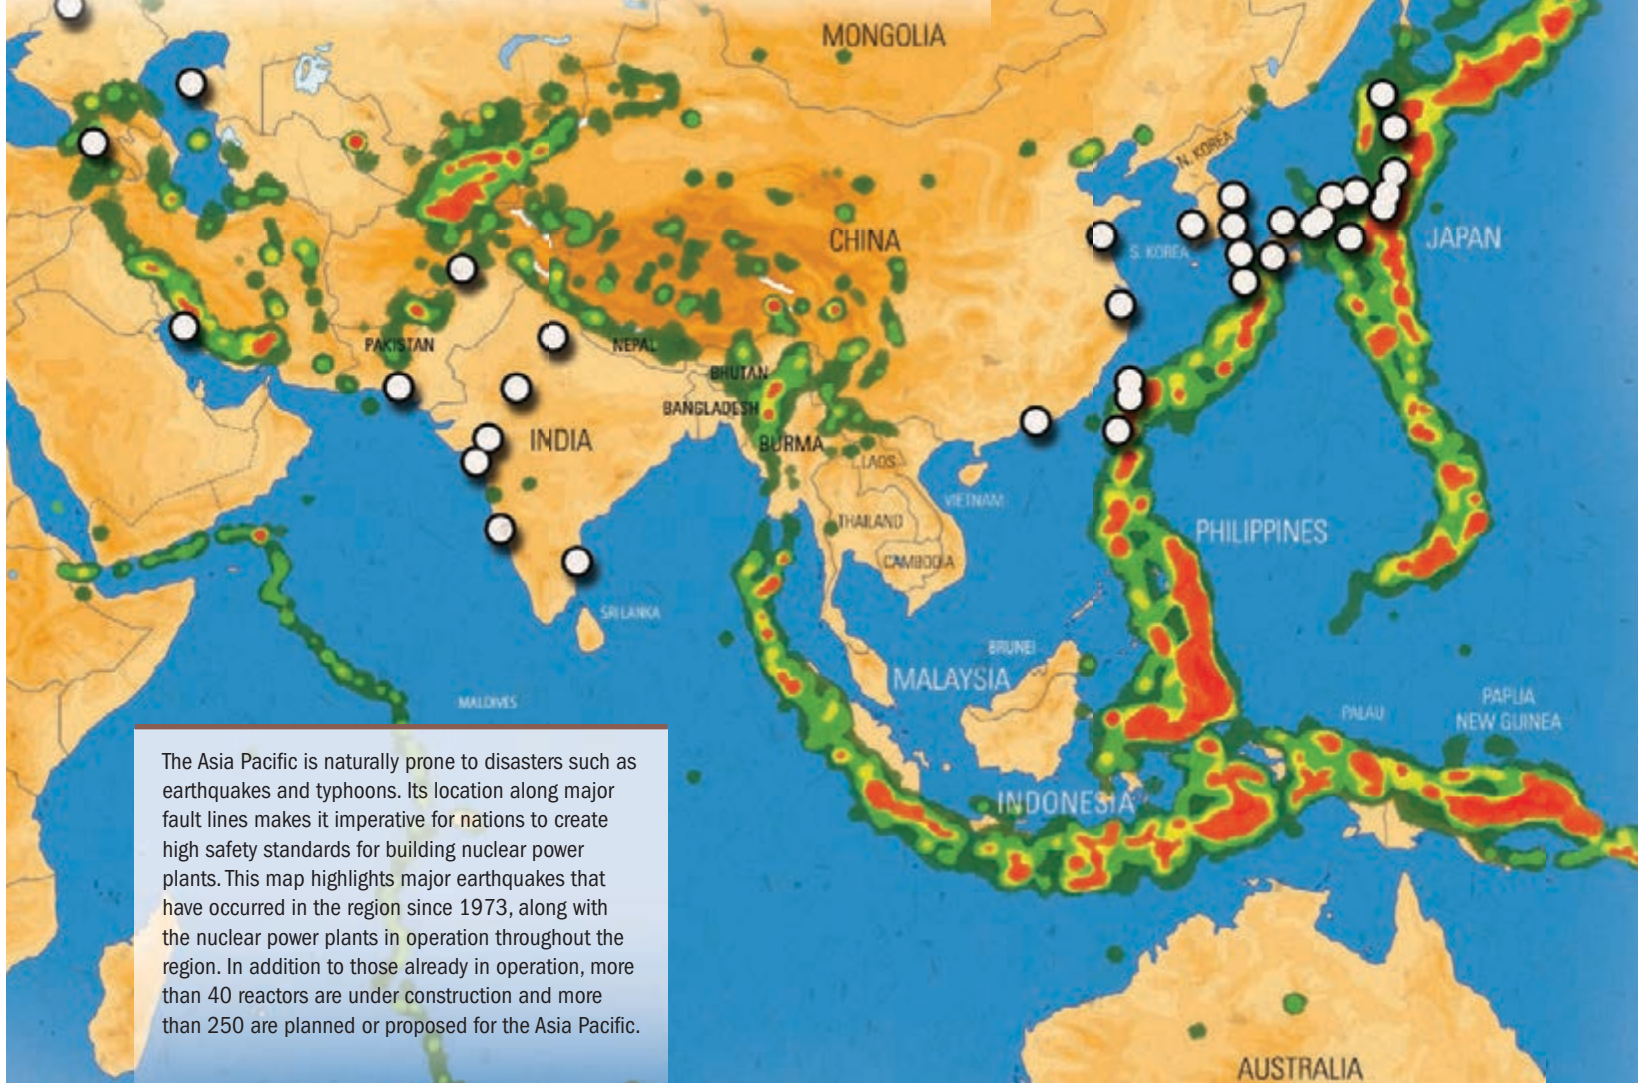 MONGOLIA
N. KOREA
CHINA
JAPAN
S. KOREA
PAKISTAN
NEPAL
BHUTAN
BANGLADESH
INDIA
BURMA
LAOS
VIETNAM
THAILAND
PHILIPPINES
CAMBODIA
SRI LANKA
BRUNEI
MALAYSIA
MALDIVES
PALAU
PAPUA
NEW GUINEA
INDONESIA
The Asia Pacific is naturally prone to disasters such as
earthquakes and typhoons. Its location along major
fault lines makes it imperative for nations to create
high safety standards for building nuclear power
plants. This map highlights major earthquakes that
have occurred in the region since 1973, along with
the nuclear power plants in operation throughout the
region. In addition to those already in operation, more
than 40 reactors are under construction and more
than 250 are planned or proposed for the Asia Pacific.
AUSTRALIA